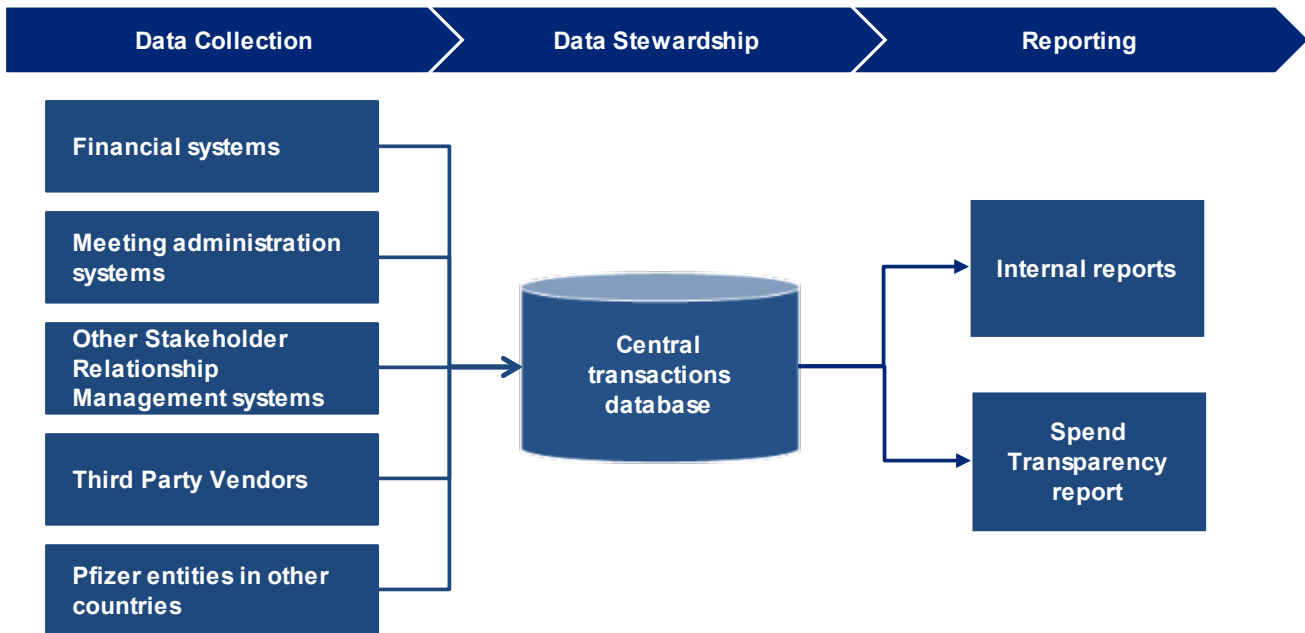 Data Collection
Data Stewardship
Reporting
Financial systems
Meeting administration
systems
Other Stakeholder
Relationship
Management systems
Third Party Vendors
Pfizer entities in other
countries
Central
transactions
database
Internal reports
Spend
Transparency
report